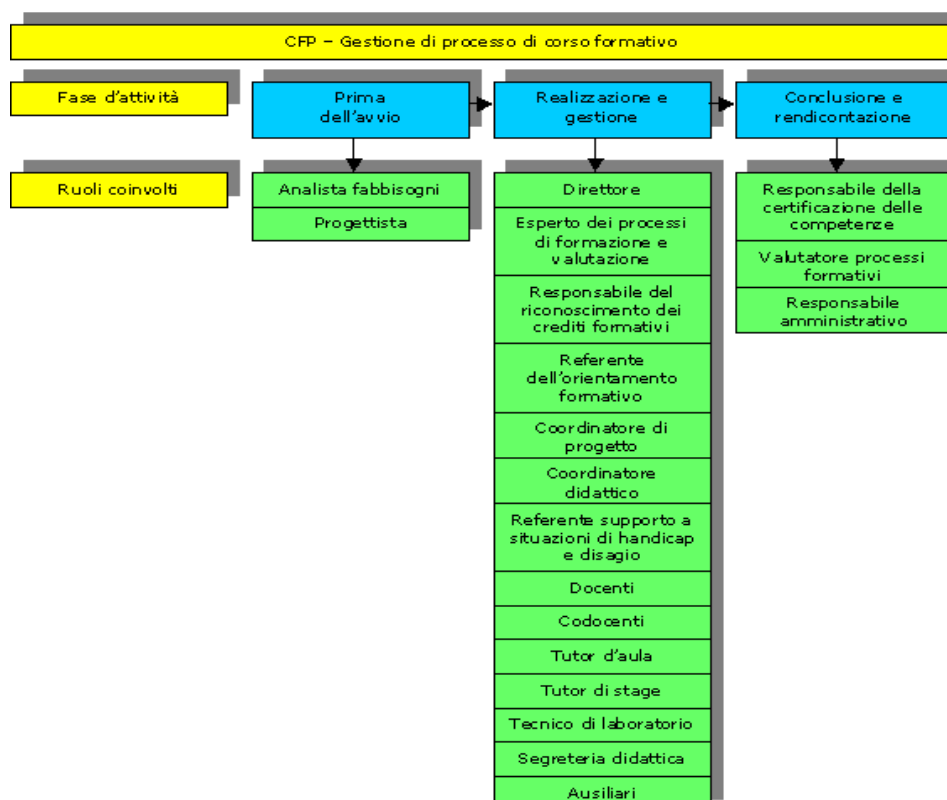 CFP – Gestione di processo di corso formativo
Fase d'attività
Prima
dell'avvio
Realizzazione e
gestione
Conclusione e
rendicontazione
Ruoli coinvolti
Analista fabbisogni
Progettista
Direttore
Esperto dei processi
di formazione e
valutazione
Responsabile del
riconoscimento dei
crediti formativi
Referente
dell'orientamento
formativo
Coordinatore di
progetto
Coordinatore
didattico
Referente supporto a
situazioni di handicap
e disagio
Docenti
Codocenti
Tutor d'aula
Tutor di stage
Tecnico di laboratorio
Segreteria didattica
Ausiliari
Responsabile della
certificazione delle
competenze
Valutatore processi
formativi
Responsabile
amministrativo